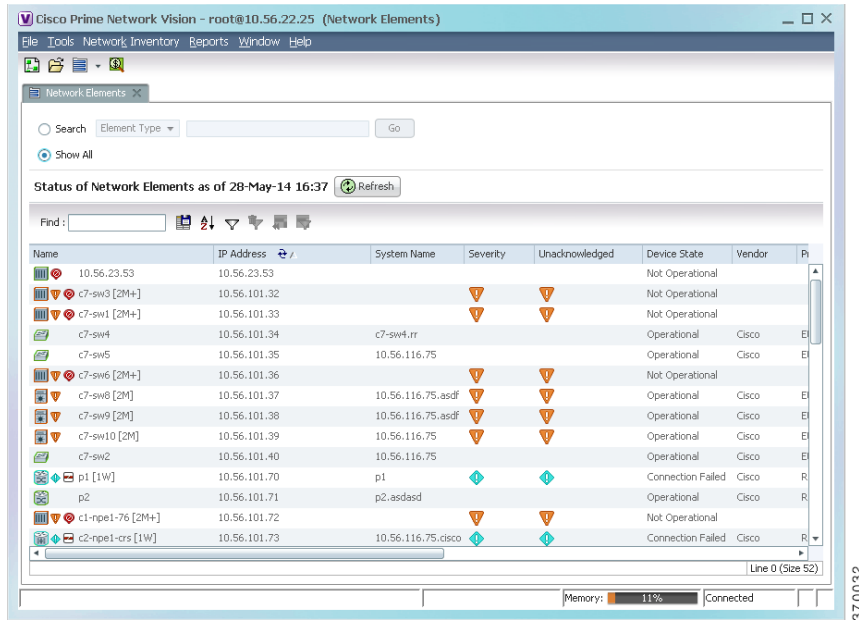 Cisco Prime Network Vision - root@10.56.22.25 (Network Elements)
File Tools Network Inventory Reports Window Help
Network Elements
Search Element Type Go
Show All
Status of Network Elements as of 28-May-14 16:37 Refresh
Find :
Name IP Address System Name Severity Unacknowledged Device State Vendor
10.56.23.53 10.56.23.53 Not Operational
c7-sw3 [2M+] 10.56.101.32 Not Operational
c7-sw1 [2M+] 10.56.101.33 Not Operational
c7-sw4 10.56.101.34 c7-sw4.rr Operational Cisco
c7-sw5 10.56.101.35 10.56.116.75 Operational Cisco
c7-sw6 [2M+] 10.56.101.36 Not Operational
c7-sw8 [2M] 10.56.101.37 10.56.116.75.asdf Operational Cisco
c7-sw9 [2M] 10.56.101.38 10.56.116.75.asdf Operational Cisco
c7-sw10 [2M] 10.56.101.39 10.56.116.75 Operational Cisco
c7-sw2 10.56.101.40 10.56.116.75 Operational Cisco
p1 [1W] 10.56.101.70 p1 Connection Failed Cisco R
p2 10.56.101.71 p2.asdasd Operational Cisco R
c1-npe1-76 [2M+] 10.56.101.72 Not Operational
c2-npe1-crs [1W] 10.56.101.73 10.56.116.75.cisco Connection Failed Cisco R
Line 0 (Size 52)
Memory: 11% Connected
370032